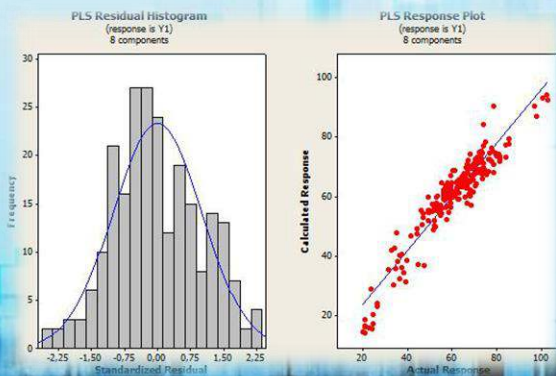 PLS Residual Histogram
(response is Y1)
8 components
30
25
20
15
10
5
0
Frequency
-2.25 -1.50 -0.75 0.00 0.75 1.50 2.25
Standardized Residual
PLS Response Plot
(response is Y1)
8 components
100
80
60
40
20
Calculated Response
20 40 60 80 100
Actual Response